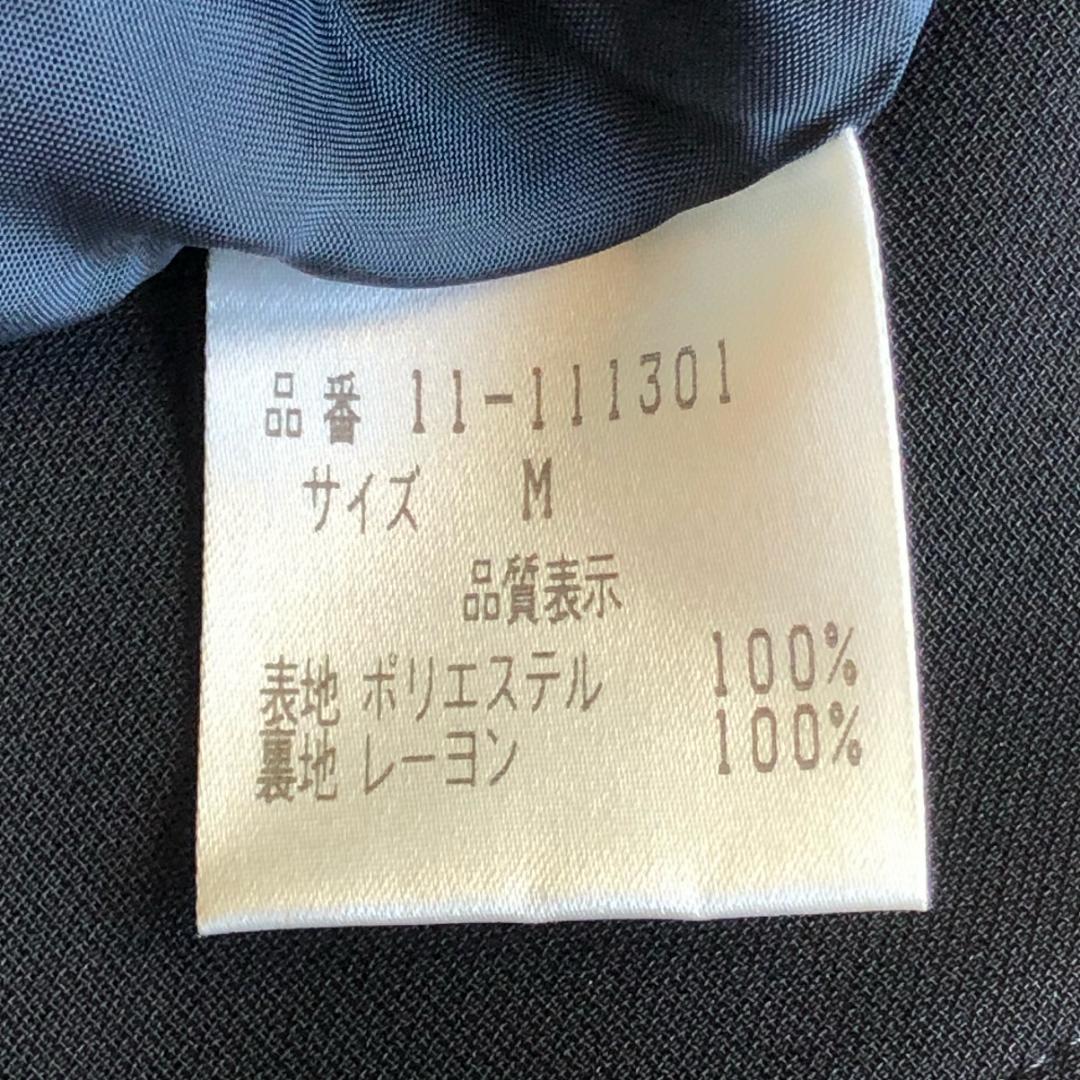 品番 11-111301
サイズ M
品質表示
表地 ポリエステル 100%
裏地 レーヨン 100%